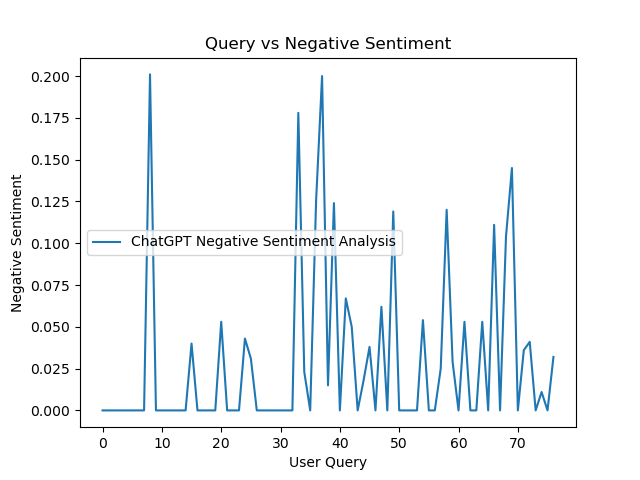 Query vs Negative Sentiment
0.200
0.175
0.150
0.125
0.100
0.075
0.050
0.025
0.000
Negative Sentiment
ChatGPT Negative Sentiment Analysis
0 10 20 30 40 50 60 70
User Query